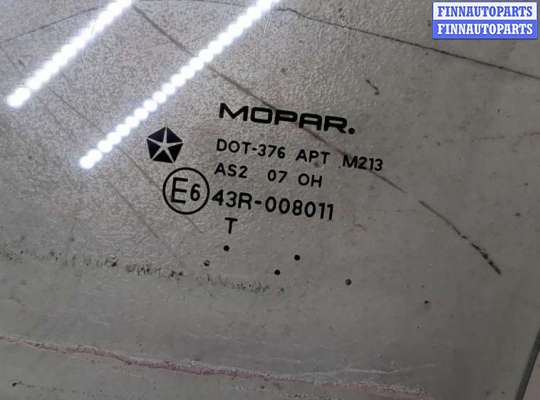 FINNAUTOPARTS
FINNAUTOPARTS
MOPAR.
DOT-376 APT M213
AS2 07 OH
E6 43R-008011
T